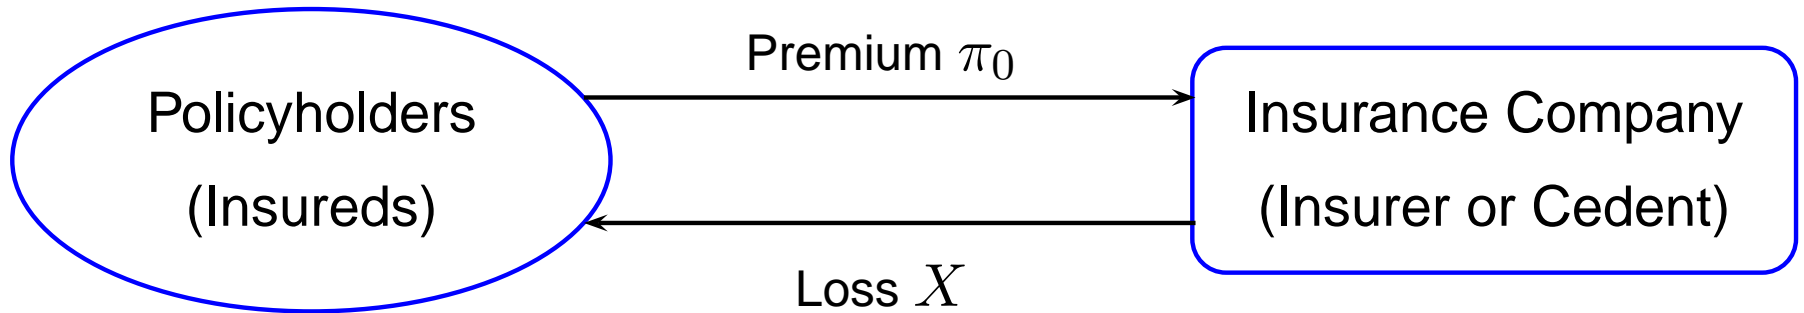 Premium π₀
Policyholders
(Insureds)
Insurance Company
(Insurer or Cedent)
Loss X